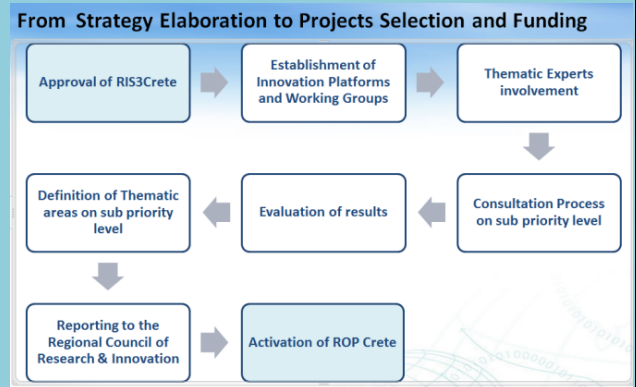 From Strategy Elaboration to Projects Selection and Funding
Approval of RIS3Crete
Establishment of
Innovation Platforms
and Working Groups
Thematic Experts
involvement
Consultation Process
on sub priority level
Evaluation of results
Definition of Thematic
areas on sub priority
level
Reporting to the
Regional Council of
Research & Innovation
Activation of ROP Crete